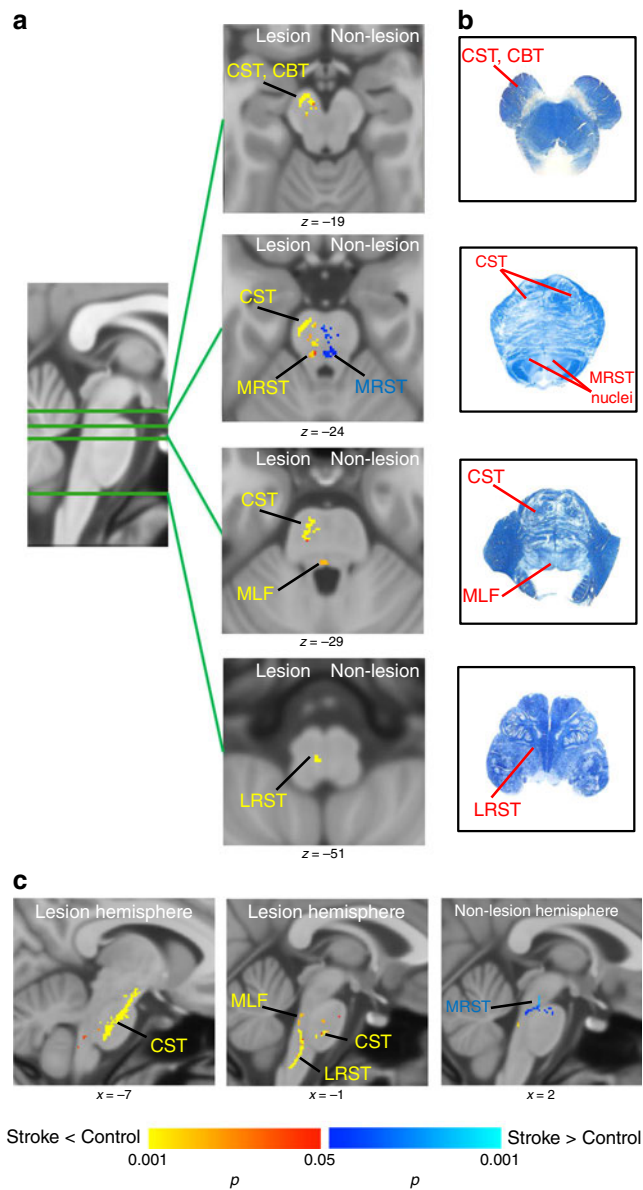 a
Lesion Non-lesion
CST, CBT
z = –19
Lesion Non-lesion
CST
MRST MRST
z = –24
Lesion Non-lesion
CST
MLF
z = –29
Lesion Non-lesion
LRST
z = –51
b
CST, CBT
CST
MRST
nuclei
CST
MLF
LRST
c
Lesion hemisphere
CST
x = –7
Lesion hemisphere
MLF
CST
LRST
x = –1
Non-lesion hemisphere
MRST
x = 2
Stroke < Control Stroke > Control
0.001 0.05 0.001
p p